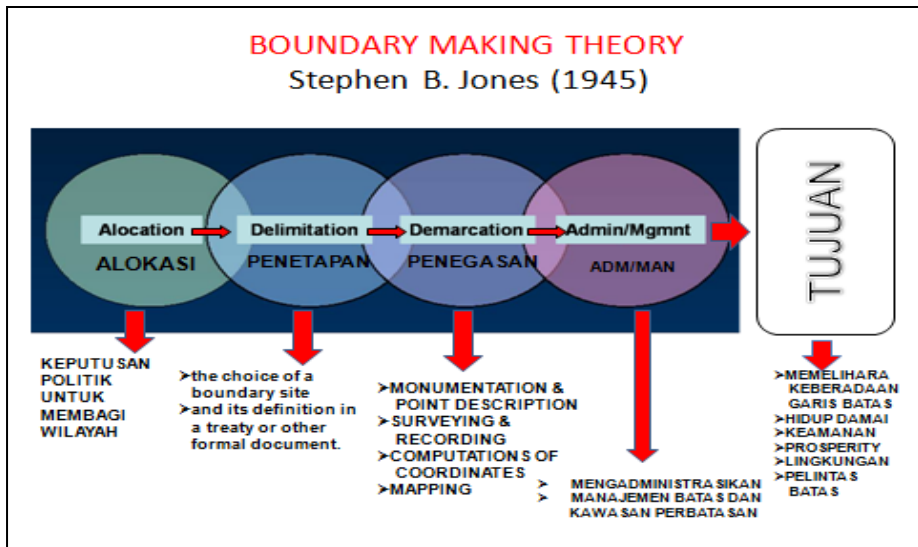 BOUNDARY MAKING THEORY
Stephen B. Jones (1945)
Alocation
ALOKASI
Delimitation
PENETAPAN
Demarcation
PENEGASAN
Admin/Mgmnt
ADM/MAN
TUJUAN
KEPUTUSAN
POLITIK
UNTUK
MEMBAGI
WILAYAH
➢the choice of a
boundary site
➢and its definition in
a treaty or other
formal document.
➢MONUMENTATION &
POINT DESCRIPTION
➢SURVEYING &
RECORDING
➢COMPUTATIONS OF
COORDINATES
➢MAPPING
➢ MENGADMINISTRASIKAN
➢ MANAJEMEN BATAS DAN
KAWASAN PERBATASAN
➢MEMELIHARA
KEBERADAAN
GARIS BATAS
➢HIDUP DAMAI
➢KEAMANAN
➢PROSPERITY
➢LINGKUNGAN
➢PELINTAS
BATAS